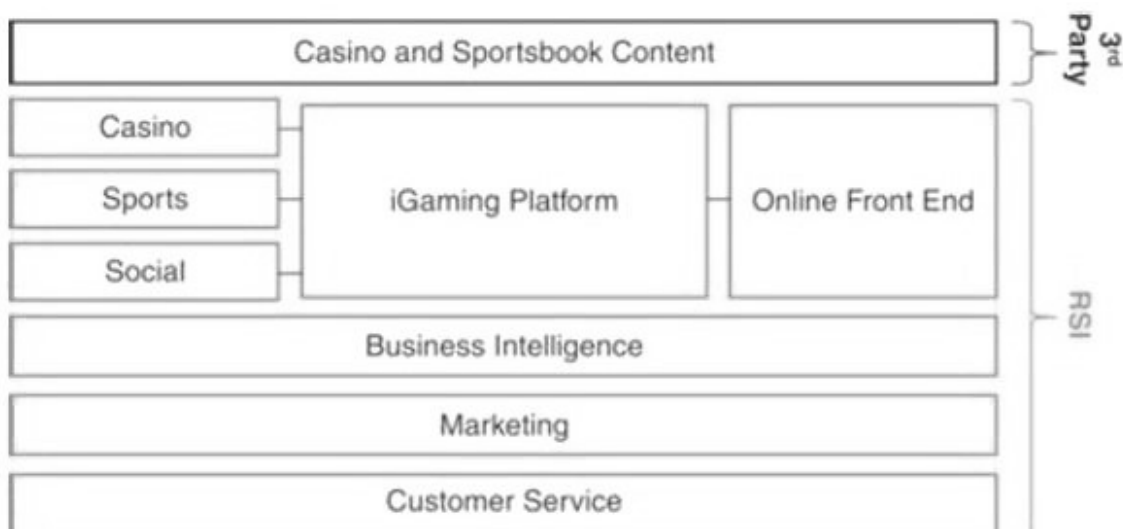 Casino and Sportsbook Content
3rd
Party
Casino
iGaming Platform
Online Front End
Sports
Social
RSI
Business Intelligence
Marketing
Customer Service